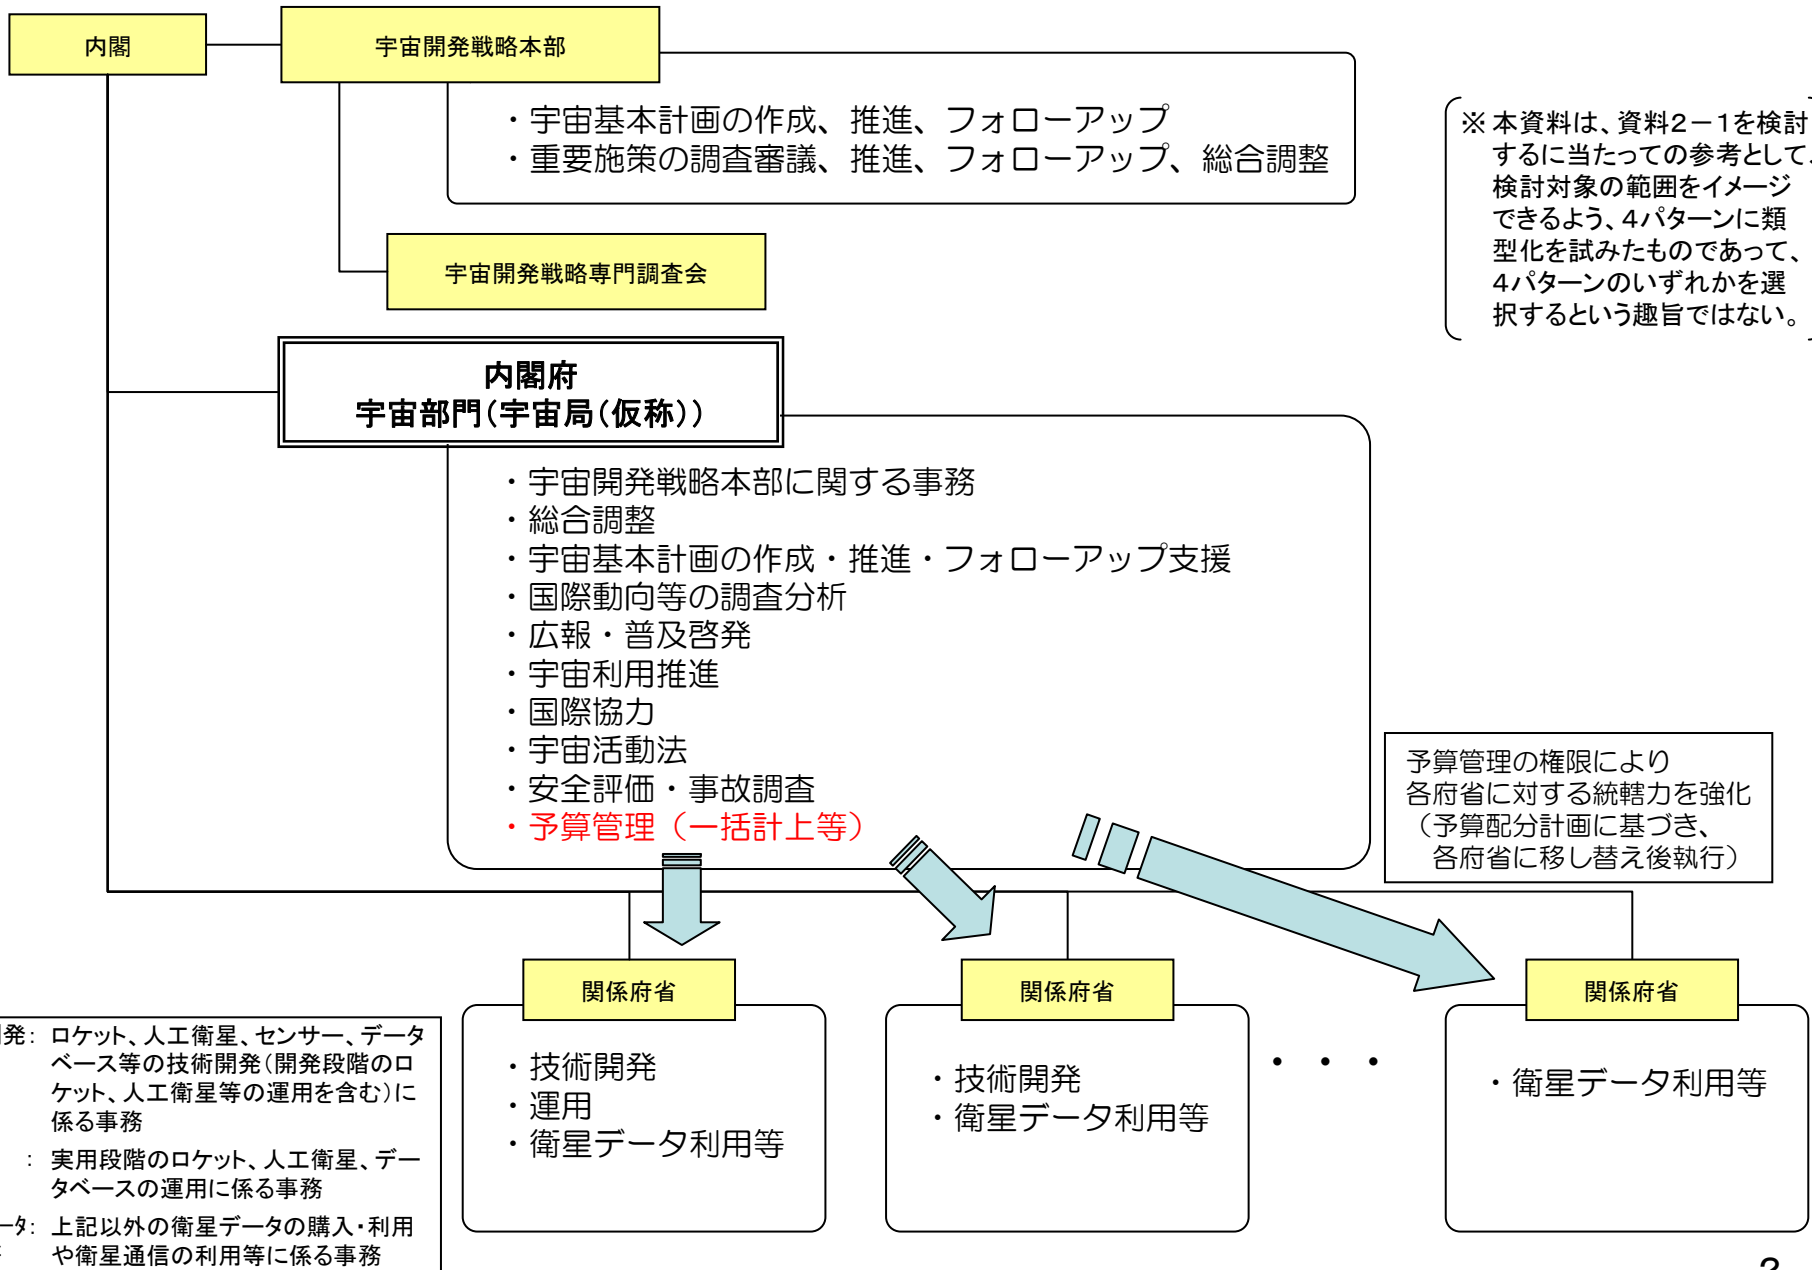 内閣
宇宙開発戦略本部
・宇宙基本計画の作成、推進、フォローアップ
・重要施策の調査審議、推進、フォローアップ、総合調整
※本資料は、資料2-1を検討
するに当たっての参考として、
検討対象の範囲をイメージ
できるよう、4パターンに類
型化を試みたものであって、
4パターンのいずれかを選
択するという趣旨ではない。
宇宙開発戦略専門調査会
内閣府
宇宙部門(宇宙局(仮称))
・宇宙開発戦略本部に関する事務
・総合調整
・宇宙基本計画の作成・推進・フォローアップ支援
・国際動向等の調査分析
・広報・普及啓発
・宇宙利用推進
・国際協力
・宇宙活動法
・安全評価・事故調査
・予算管理(一括計上等)
予算管理の権限により
各府省に対する統轄力を強化
(予算配分計画に基づき、
各府省に移し替え後執行)
関係府省
・技術開発
・運用
・衛星データ利用等
関係府省
・技術開発
・衛星データ利用等
・・・
関係府省
・衛星データ利用等
発: ロケット、人工衛星、センサー、データ
ベース等の技術開発(開発段階のロ
ケット、人工衛星等の運用を含む)に
係る事務
: 実用段階のロケット、人工衛星、デー
タベースの運用に係る事務
ータ: 上記以外の衛星データの購入・利用
や衛星通信の利用等に係る事務